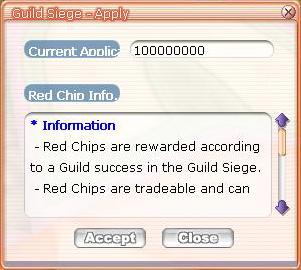 Guild Siege - Apply
Current Applic
100000000
Red Chip Info.
* Information
- Red Chips are rewarded according
to a Guild success in the Guild Siege.
- Red Chips are tradeable and can
Accept Close